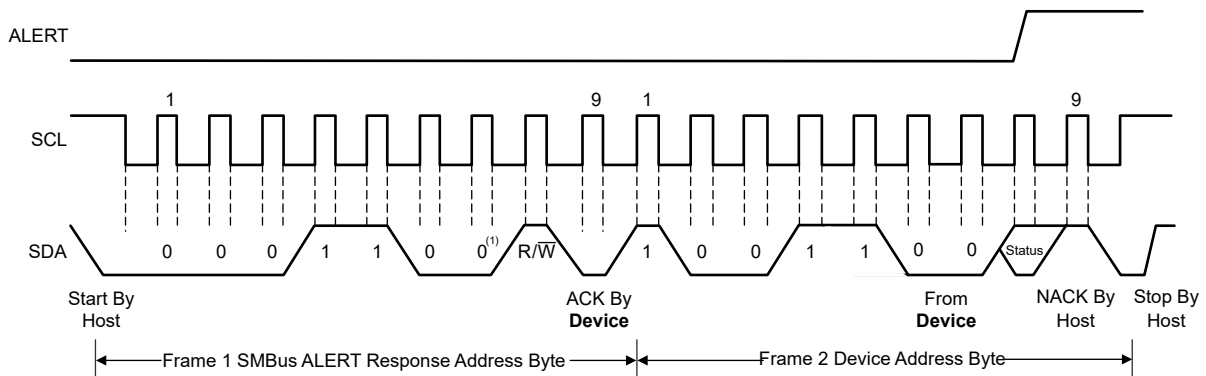 ALERT
1 9 1 9
SCL
SDA 0 0 0 1 1 0 0(1) R/W 1 0 0 1 1 0 0 Status
Start By
Host
ACK By
Device
From
Device
NACK By
Host
Stop By
Host
Frame 1 SMBus ALERT Response Address Byte
Frame 2 Device Address Byte